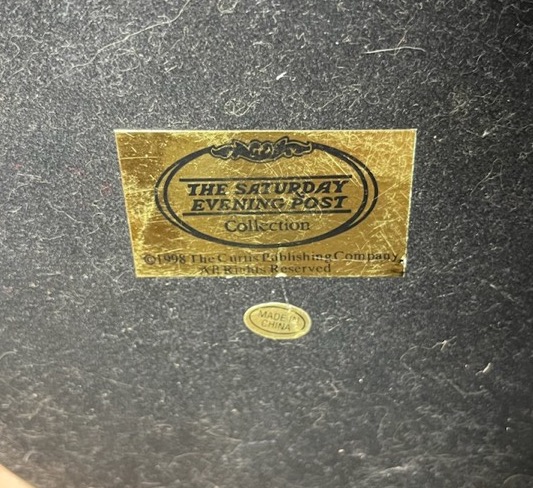 THE SATURDAY
EVENING POST
Collection
©1998 The Curtis Publishing Company,
All Rights Reserved
MADE IN
CHINA